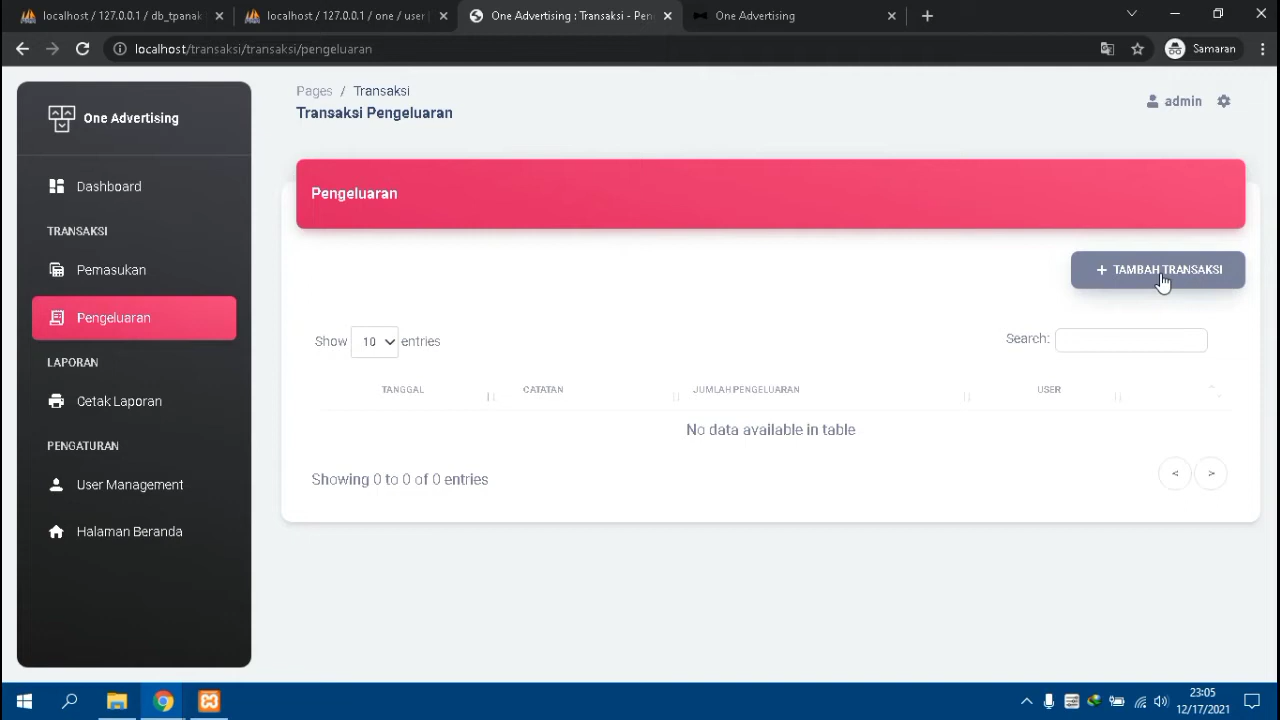 localhost / 127.0.0.1 / db_tpanak
localhost / 127.0.0.1 / one / user
One Advertising : Transaksi - Pen
One Advertising
localhost/transaksi/transaksi/pengeluaran
Samaran
One Advertising
Dashboard
TRANSAKSI
Pemasukan
Pengeluaran
LAPORAN
Cetak Laporan
PENGATURAN
User Management
Halaman Beranda
Pages / Transaksi
Transaksi Pengeluaran
admin
Pengeluaran
+ TAMBAH TRANSAKSI
Show 10 entries
Search:
TANGGAL CATATAN JUMLAH PENGELUARAN USER
No data available in table
Showing 0 to 0 of 0 entries
< >
23:05
12/17/2021